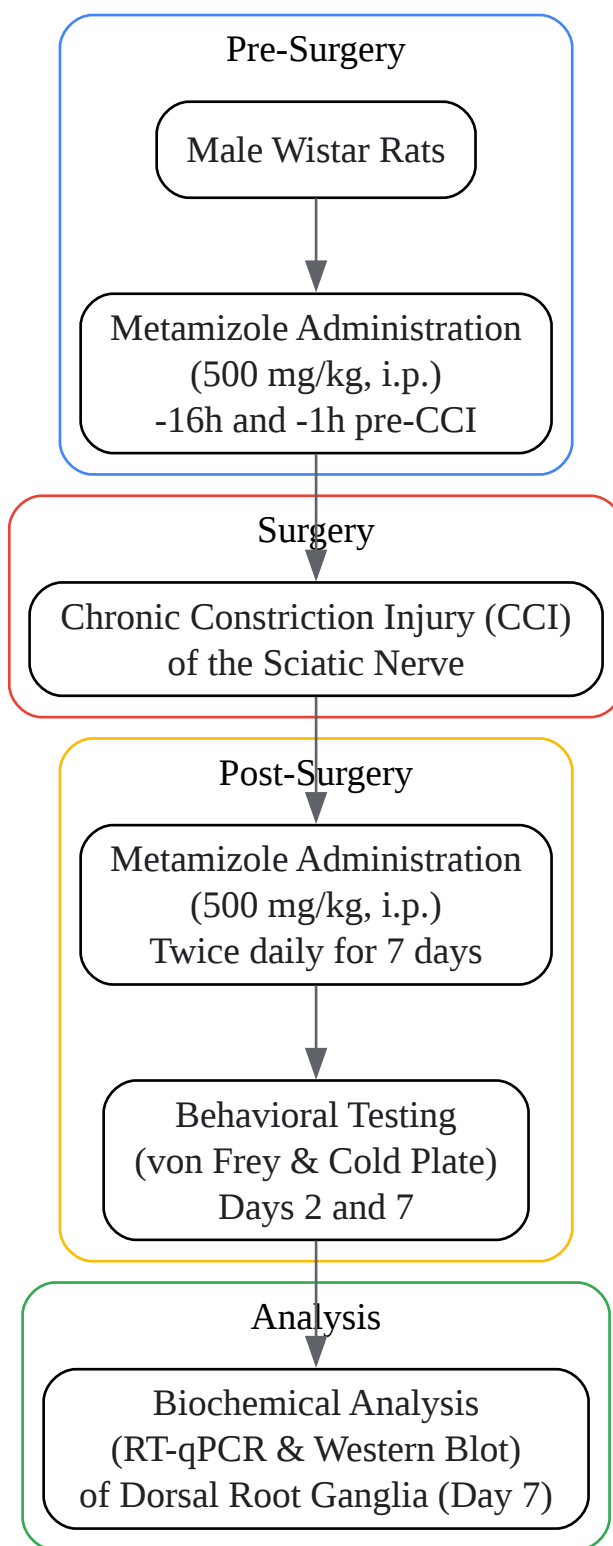 Pre-Surgery
Male Wistar Rats
Metamizole Administration
(500 mg/kg, i.p.)
-16h and -1h pre-CCI
Surgery
Chronic Constriction Injury (CCI)
of the Sciatic Nerve
Post-Surgery
Metamizole Administration
(500 mg/kg, i.p.)
Twice daily for 7 days
Behavioral Testing
(von Frey & Cold Plate)
Days 2 and 7
Analysis
Biochemical Analysis
(RT-qPCR & Western Blot)
of Dorsal Root Ganglia (Day 7)